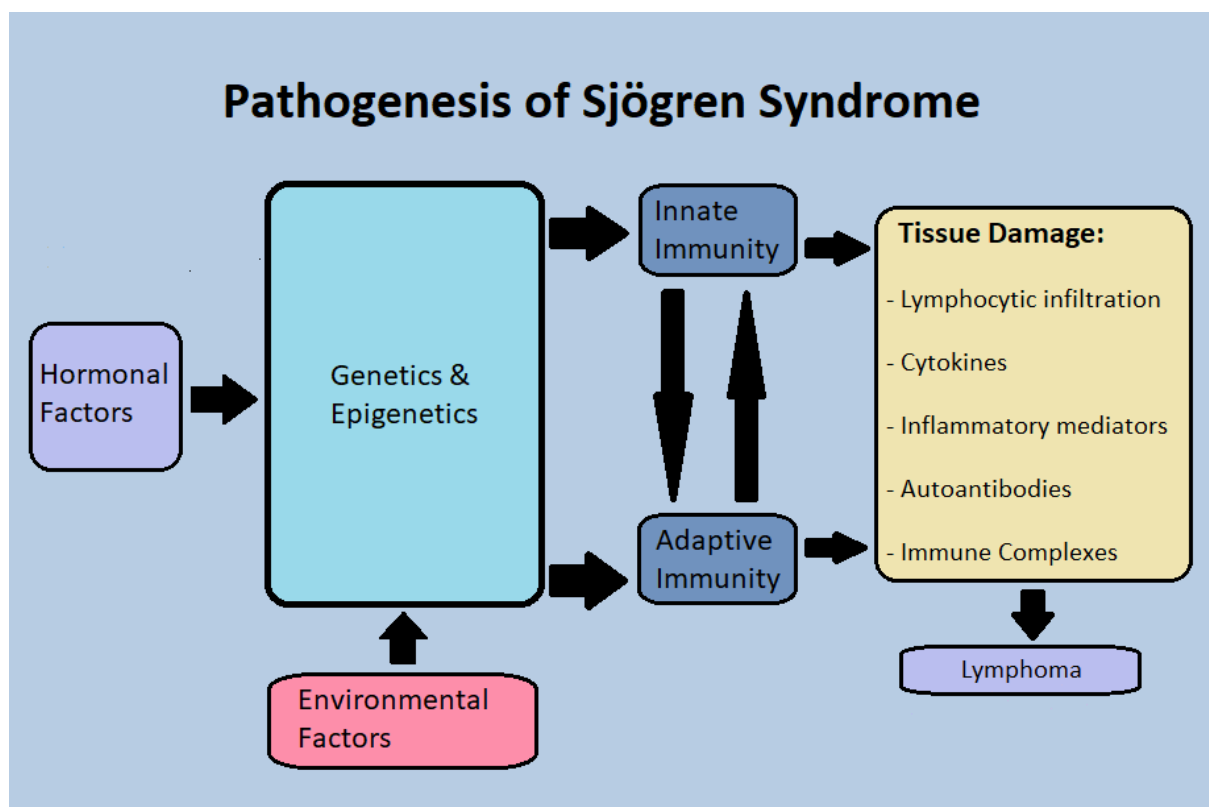 Pathogenesis of Sjögren Syndrome
Hormonal
Factors
Genetics &
Epigenetics
Environmental
Factors
Innate
Immunity
Adaptive
Immunity
Tissue Damage:
- Lymphocytic infiltration
- Cytokines
- Inflammatory mediators
- Autoantibodies
- Immune Complexes
Lymphoma